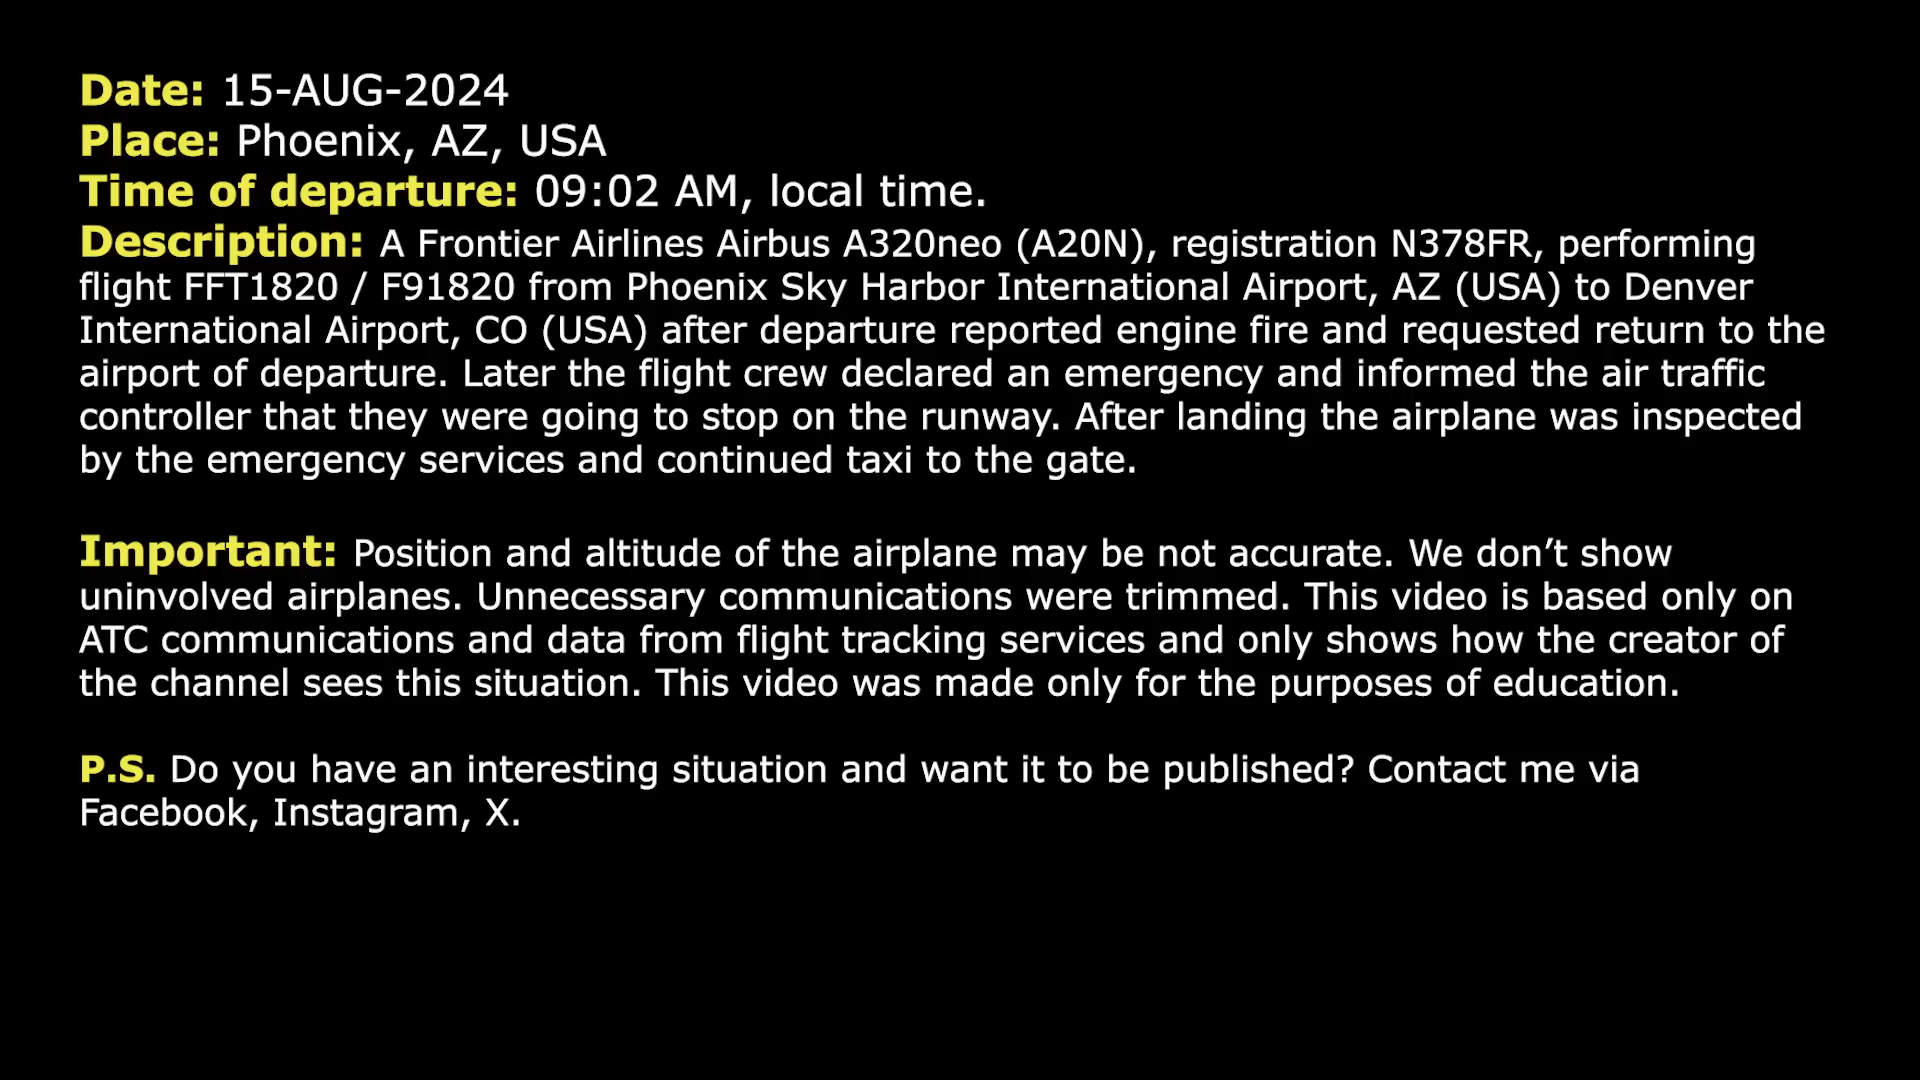 Date: 15-AUG-2024
Place: Phoenix, AZ, USA
Time of departure: 09:02 AM, local time.
Description: A Frontier Airlines Airbus A320neo (A20N), registration N378FR, performing
flight FFT1820 / F91820 from Phoenix Sky Harbor International Airport, AZ (USA) to Denver
International Airport, CO (USA) after departure reported engine fire and requested return to the
airport of departure. Later the flight crew declared an emergency and informed the air traffic
controller that they were going to stop on the runway. After landing the airplane was inspected
by the emergency services and continued taxi to the gate.
Important: Position and altitude of the airplane may be not accurate. We don’t show
uninvolved airplanes. Unnecessary communications were trimmed. This video is based only on
ATC communications and data from flight tracking services and only shows how the creator of
the channel sees this situation. This video was made only for the purposes of education.
P.S. Do you have an interesting situation and want it to be published? Contact me via
Facebook, Instagram, X.